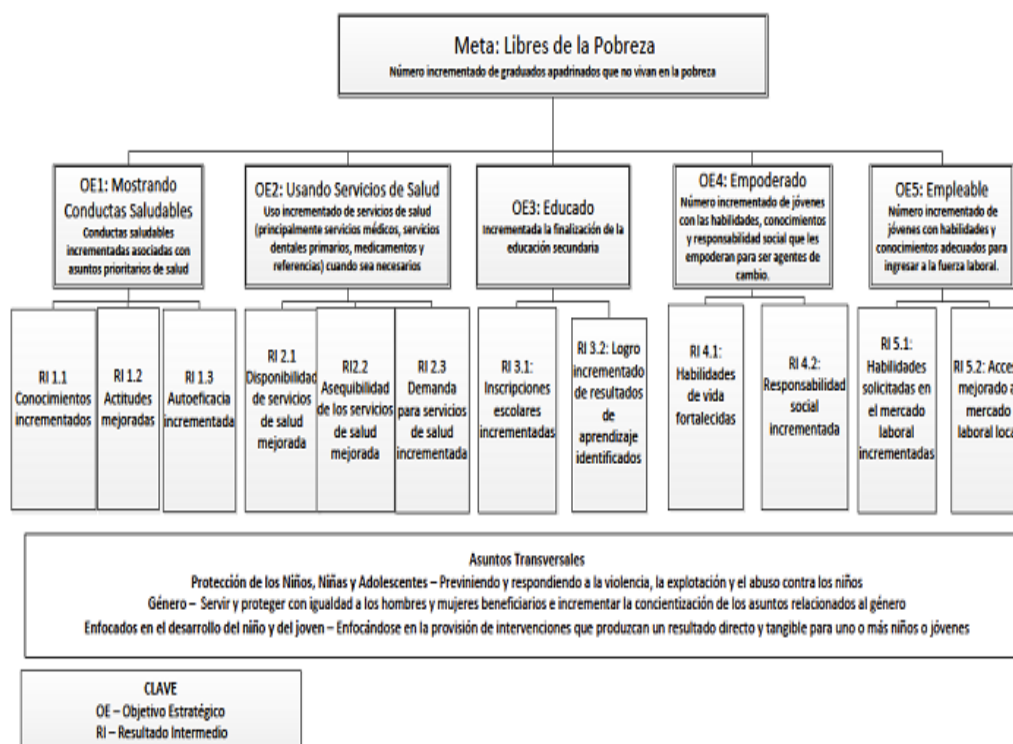 Meta: Libres de la Pobreza
Número incrementado de graduados apadrinados que no vivan en la pobreza
OE1: Mostrando
Conductas Saludables
Conductas saludables
incrementadas asociadas con
asuntos prioritarios de salud
OE2: Usando Servicios de Salud
Uso incrementado de servicios de salud
(principalmente servicios médicos, servicios
dentales primarios, medicamentos y
referencias) cuando sea necesarios
OE3: Educado
Incrementada la finalización de la
educación secundaria
OE4: Empoderado
Número incrementado de jóvenes
con las habilidades, conocimientos
y responsabilidad social que les
empoderan para ser agentes de
cambio.
OE5: Empleable
Número incrementado de
jóvenes con habilidades y
conocimientos adecuados para
ingresar a la fuerza laboral.
RI 1.1
Conocimientos
incrementados
RI 1.2
Actitudes
mejoradas
RI 1.3
Autoeficacia
incrementada
RI 2.1
Disponibilidad
de servicios
de salud
mejorada
RI2.2
Asequibilidad
de los servicios
de salud
mejorada
RI 2.3
Demanda
para servicios
de salud
incrementada
RI 3.1:
Inscripciones
escolares
incrementadas
RI 3.2: Logro
incrementado
de resultados
de
aprendizaje
identificados
RI 4.1:
Habilidades
de vida
fortalecidas
RI 4.2:
Responsabilidad
social
incrementada
RI 5.1:
Habilidades
solicitadas en
el mercado
laboral
incrementadas
RI 5.2: Acces
mejorado a
mercado
laboral loca
Asuntos Transversales
Protección de los Niños, Niñas y Adolescentes – Previniendo y respondiendo a la violencia, la explotación y el abuso contra los niños
Género – Servir y proteger con igualdad a los hombres y mujeres beneficiarios e incrementar la concientización de los asuntos relacionados al género
Enfocados en el desarrollo del niño y del joven – Enfocándose en la provisión de intervenciones que produzcan un resultado directo y tangible para uno o más niños o jóvenes
CLAVE
OE – Objetivo Estratégico
RI – Resultado Intermedio